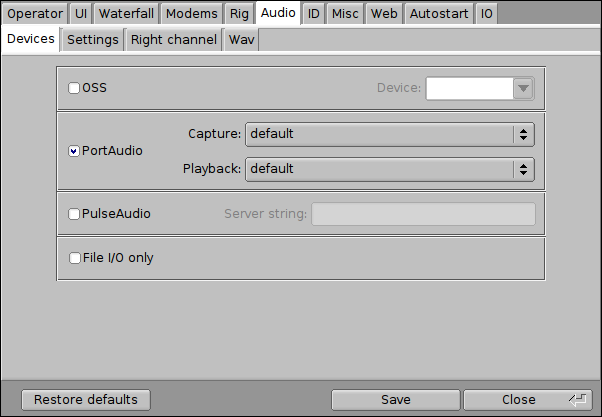 Operator UI Waterfall Modems Rig Audio ID Misc Web Autostart IO
Devices Settings Right channel Wav
OSS Device:
Capture: default
PortAudio
Playback: default
PulseAudio Server string:
File I/O only
Restore defaults Save Close